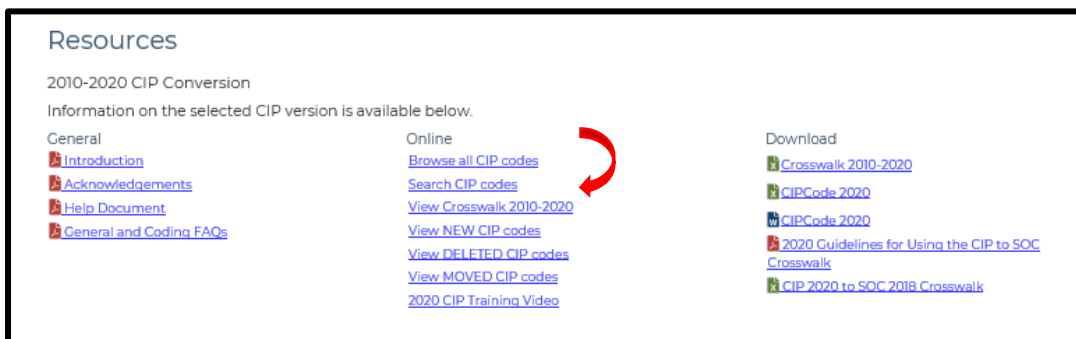 Resources
2010-2020 CIP Conversion
Information on the selected CIP version is available below.
General
Introduction
Acknowledgements
Help Document
General and Coding FAQs
Online
Browse all CIP codes
Search CIP codes
View Crosswalk 2010-2020
View NEW CIP codes
View DELETED CIP codes
View MOVED CIP codes
2020 CIP Training Video
Download
Crosswalk 2010-2020
CIPCode 2020
CIPCode 2020
2020 Guidelines for Using the CIP to SOC
Crosswalk
CIP 2020 to SOC 2018 Crosswalk